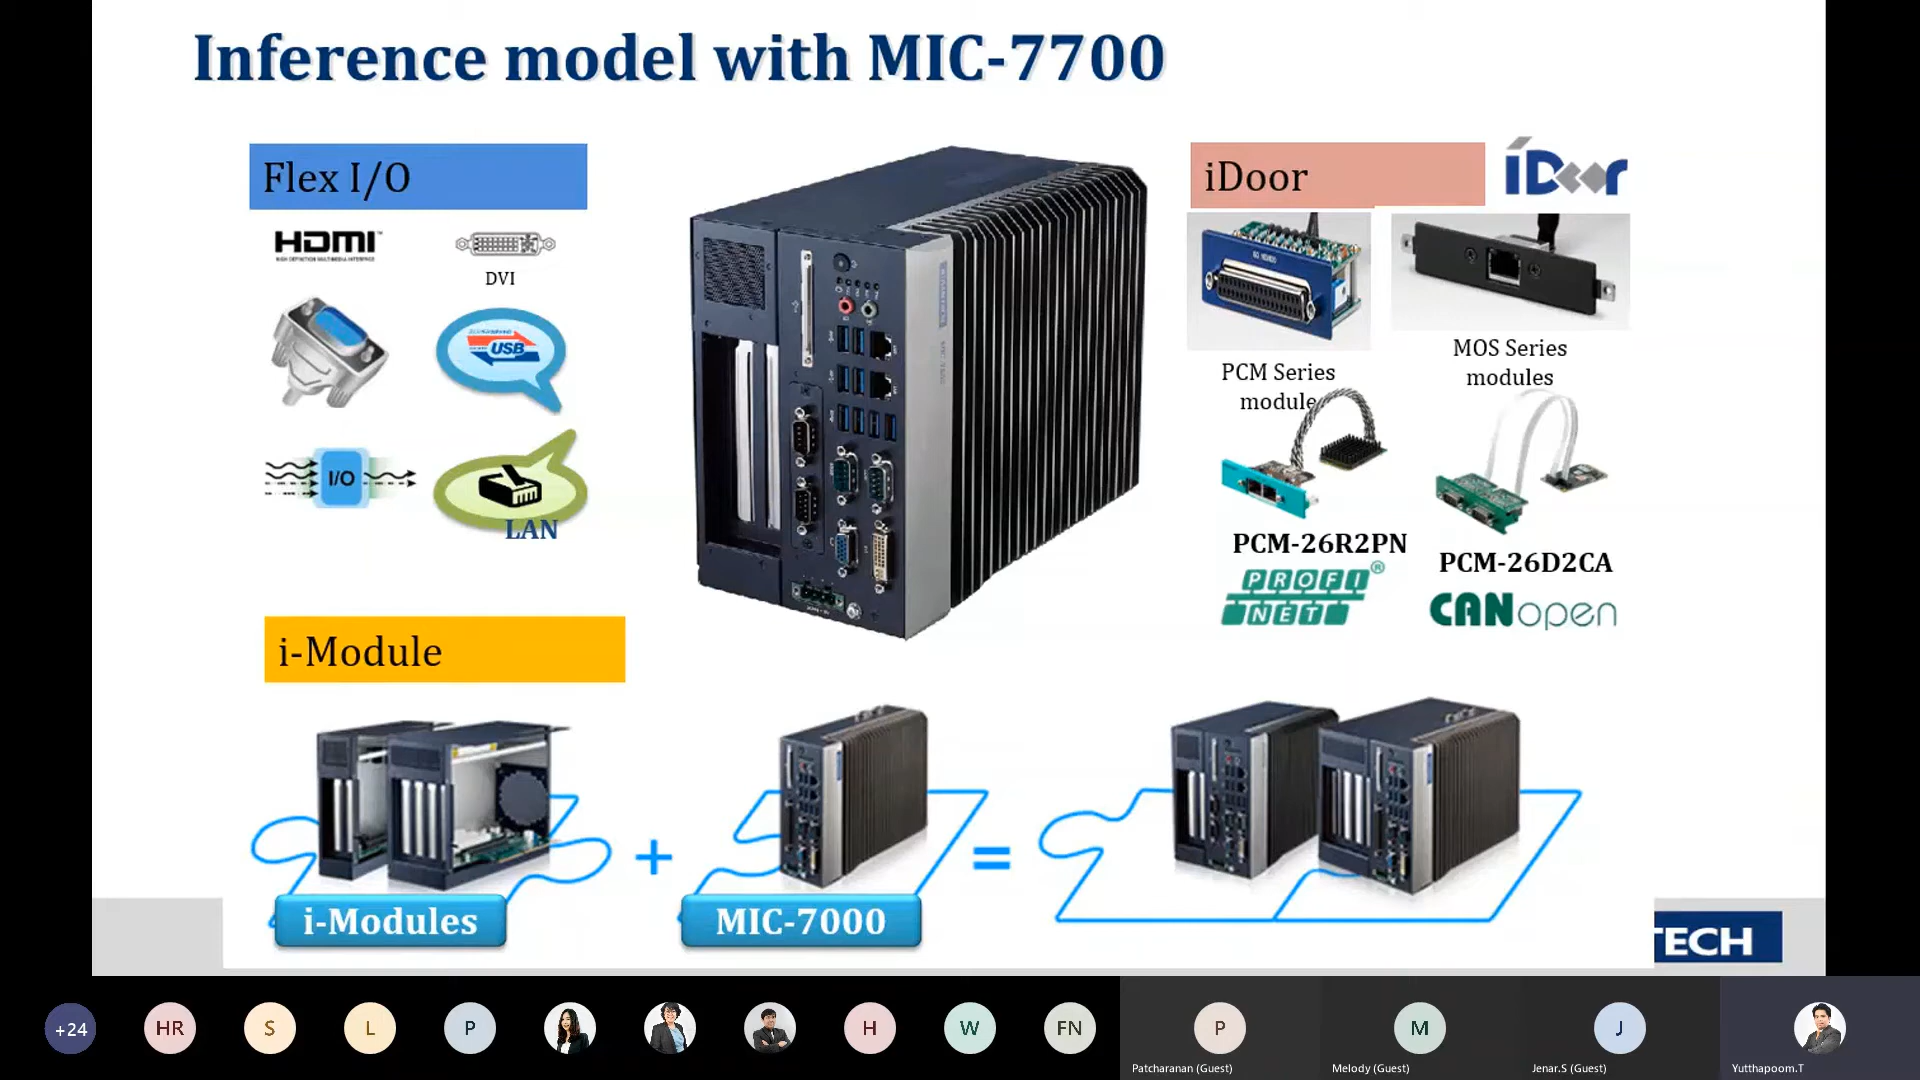 Inference model with MIC-7700
Flex I/O
HDMI™
HIGH DEFINITION MULTIMEDIA INTERFACE
DVI
USB
I/O
LAN
iDoor
iDoor
PCM Series
module
MOS Series
modules
PCM-26R2PN
PROFI®
NET
PCM-26D2CA
CANopen
i-Module
i-Modules
+
MIC-7000
=
TECH
+24
HR
S
L
P
H
W
FN
P
Patcharanan (Guest)
M
Melody (Guest)
J
Jenar.S (Guest)
Yutthapoom.T